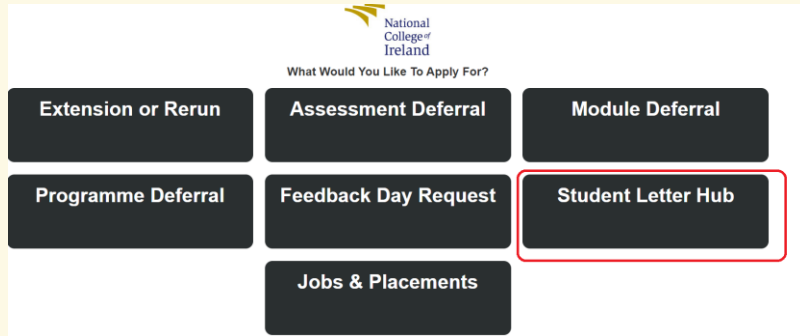 National
College of
Ireland
What Would You Like To Apply For?
Extension or Rerun
Assessment Deferral
Module Deferral
Programme Deferral
Feedback Day Request
Student Letter Hub
Jobs & Placements